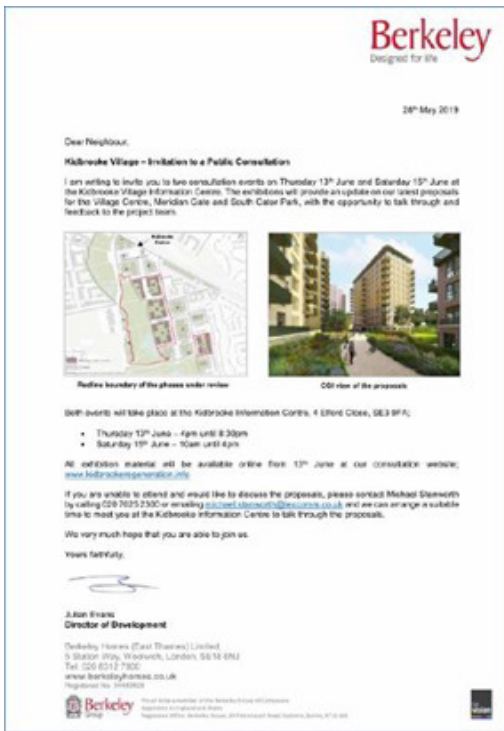 Berkeley
Designed for life
28th May 2019
Dear Neighbour,
Kidbrooke Village – Invitation to a Public Consultation
I am writing to invite you to two consultation events on Thursday 13th June and Saturday 15th June at
the Kidbrooke Village Information Centre. The exhibitions will provide an update on our latest proposals
for the Village Centre, Meridian Gate and South Cator Park, with the opportunity to talk through and
feedback to the project team.
Redline boundary of the phases under review
CGI view of the proposals
Both events will take place at the Kidbrooke Information Centre, 4 Elford Close, SE3 9FA;
• Thursday 13th June – 4pm until 8:30pm
• Saturday 15th June – 10am until 4pm
All exhibition material will be available online from 13th June at our consultation website;
www.kidbrookeregeneration.info
If you are unable to attend and would like to discuss the proposals, please contact Michael Stanworth
by calling 020 7025 2300 or emailing michael.stanworth@lexcomm.co.uk and we can arrange a suitable
time to meet you at the Kidbrooke Information Centre to talk through the proposals.
We very much hope that you are able to join us.
Yours faithfully,
Julian Evans
Director of Development
Berkeley Homes (East Thames) Limited
Tel: 020 8312 7900
www.berkeleyhomes.co.uk
Berkeley
Group